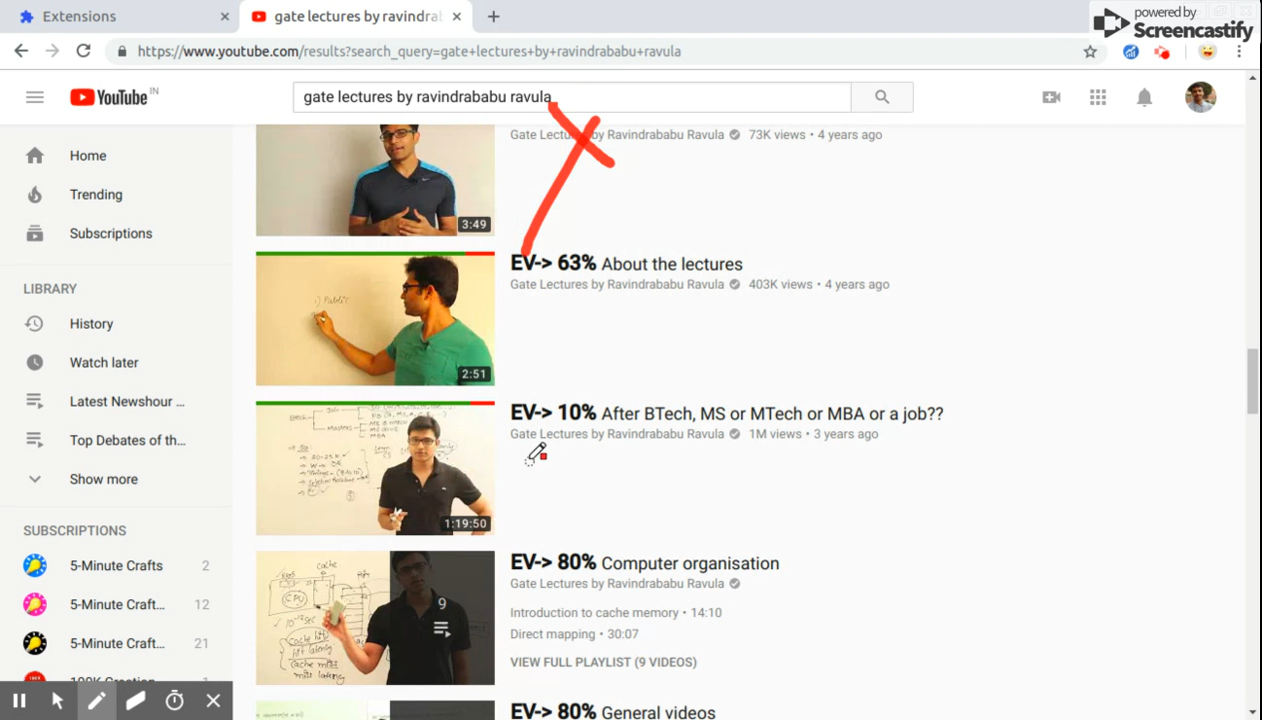 Extensions
gate lectures by ravindrab
powered by
Screencastify
https://www.youtube.com/results?search_query=gate+lectures+by+ravindrababu+ravula
YouTube IN
gate lectures by ravindrababu ravula
Home
Trending
Subscriptions
LIBRARY
History
Watch later
Latest Newshour ...
Top Debates of th...
Show more
SUBSCRIPTIONS
5-Minute Crafts 2
5-Minute Craft... 12
5-Minute Craft... 21
Gate Lectures by Ravindrababu Ravula 73K views • 4 years ago
3:49
EV-> 63% About the lectures
Gate Lectures by Ravindrababu Ravula 403K views • 4 years ago
2:51
EV-> 10% After BTech, MS or MTech or MBA or a job??
Gate Lectures by Ravindrababu Ravula 1M views • 3 years ago
1:19:50
EV-> 80% Computer organisation
Gate Lectures by Ravindrababu Ravula
Introduction to cache memory • 14:10
Direct mapping • 30:07
VIEW FULL PLAYLIST (9 VIDEOS)
cache
CPU
9
EV-> 80% General videos